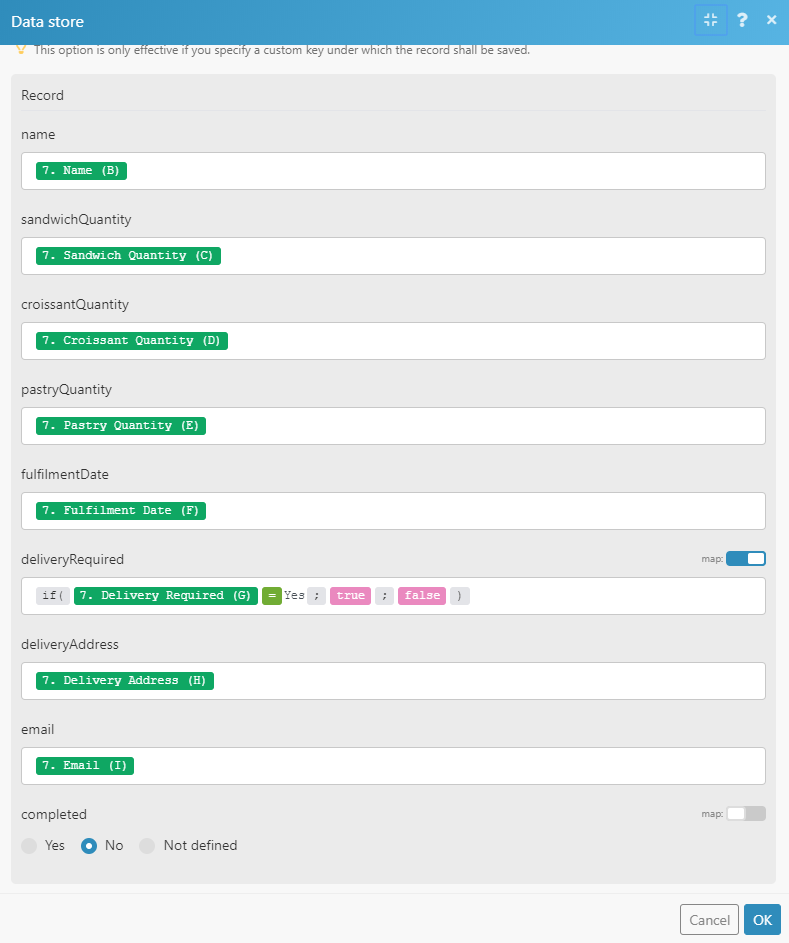 Data store ?
This option is only effective if you specify a custom key under which the record shall be saved.
Record
name
7. Name (B)
sandwichQuantity
7. Sandwich Quantity (C)
croissantQuantity
7. Croissant Quantity (D)
pastryQuantity
7. Pastry Quantity (E)
fulfilmentDate
7. Fulfilment Date (F)
deliveryRequired map:
if( 7. Delivery Required (G) = Yes ; true ; false )
deliveryAddress
7. Delivery Address (H)
email
7. Email (I)
completed map:
Yes No Not defined
Cancel OK